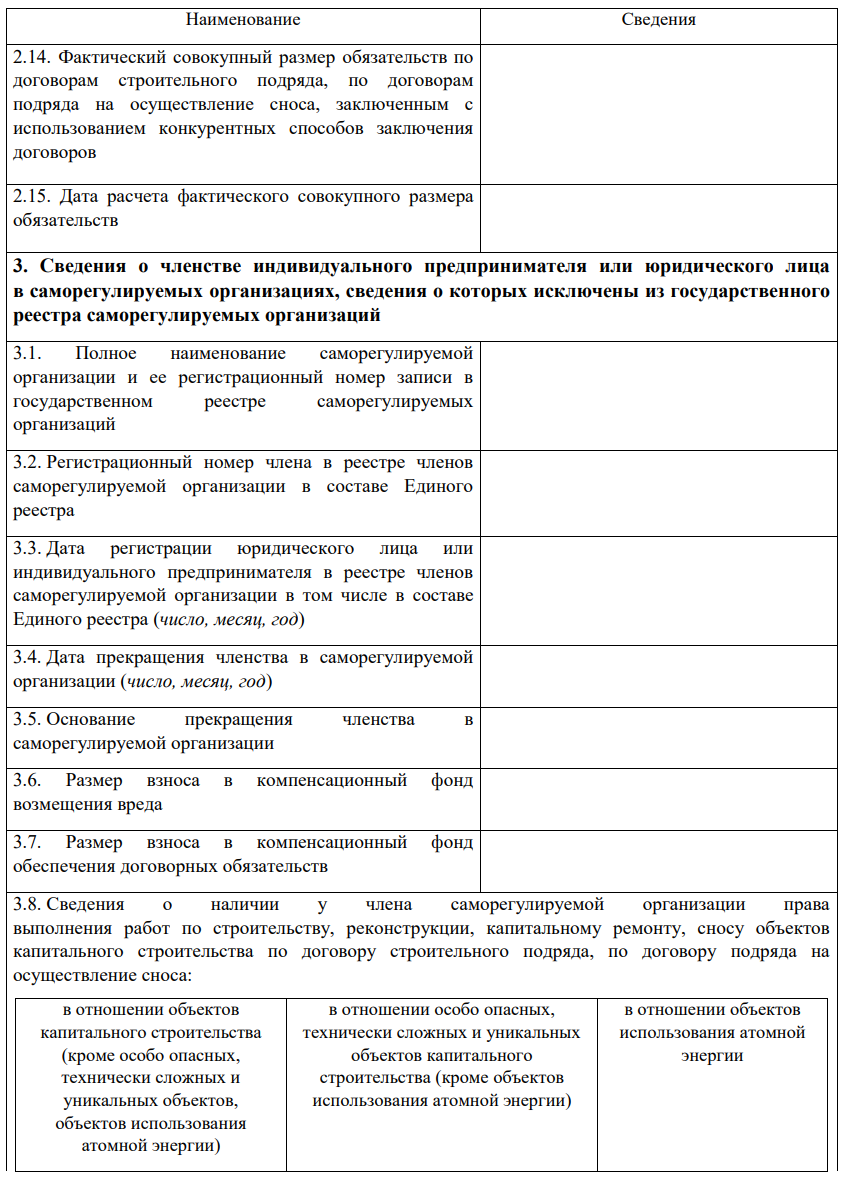 Наименование
Сведения
2.14. Фактический совокупный размер обязательств по
договорам строительного подряда, по договорам
подряда на осуществление сноса, заключенным с
использованием конкурентных способов заключения
договоров
2.15. Дата расчета фактического совокупного размера
обязательств
3. Сведения о членстве индивидуального предпринимателя или юридического лица
в саморегулируемых организациях, сведения о которых исключены из государственного
реестра саморегулируемых организаций
3.1. Полное наименование саморегулируемой
организации и ее регистрационный номер записи в
государственном реестре саморегулируемых
организаций
3.2. Регистрационный номер члена в реестре членов
саморегулируемой организации в составе Единого
реестра
3.3. Дата регистрации юридического лица или
индивидуального предпринимателя в реестре членов
саморегулируемой организации в том числе в составе
Единого реестра (число, месяц, год)
3.4. Дата прекращения членства в саморегулируемой
организации (число, месяц, год)
3.5. Основание прекращения членства в
саморегулируемой организации
3.6. Размер взноса в компенсационный фонд
возмещения вреда
3.7. Размер взноса в компенсационный фонд
обеспечения договорных обязательств
3.8. Сведения о наличии у члена саморегулируемой организации права
выполнения работ по строительству, реконструкции, капитальному ремонту, сносу объектов
капитального строительства по договору строительного подряда, по договору подряда на
осуществление сноса:
в отношении объектов
капитального строительства
(кроме особо опасных,
технически сложных и
уникальных объектов,
объектов использования
атомной энергии)
в отношении особо опасных,
технически сложных и уникальных
объектов капитального
строительства (кроме объектов
использования атомной энергии)
в отношении объектов
использования атомной
энергии